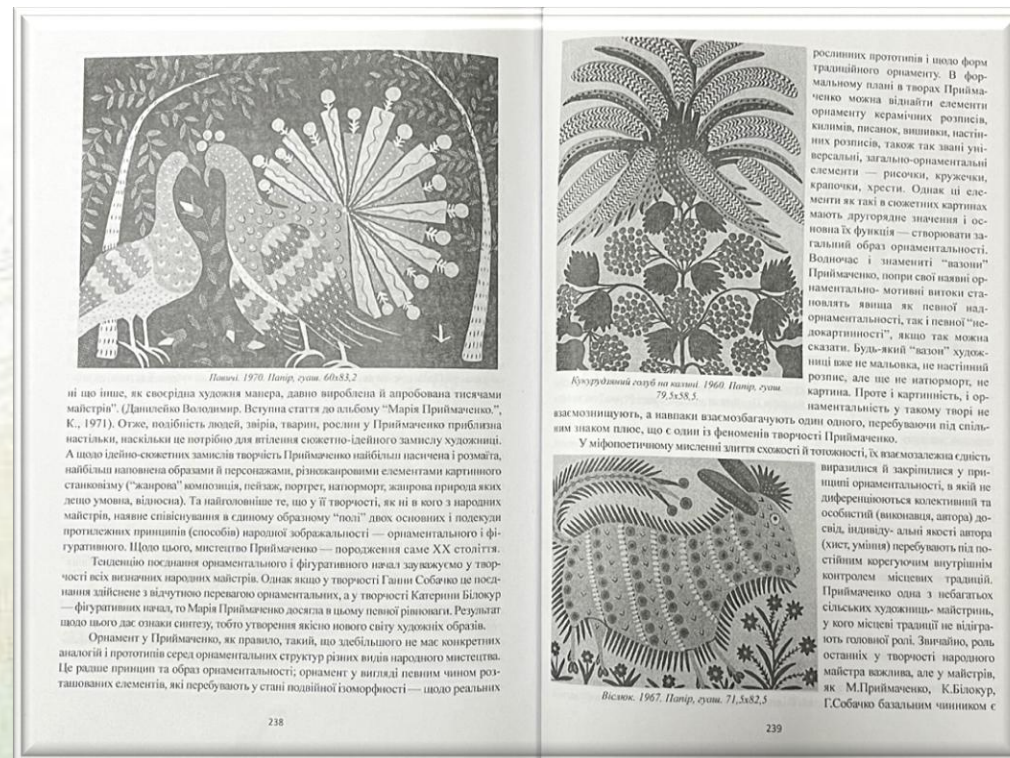 Павичі. 1970. Папір, гуаш. 60х83,2
ні що інше, як своєрідна художня манера, давно вироблена й апробована тисячами
майстрів”. (Данилейко Володимир. Вступна стаття до альбому “Марія Приймаченко.”,
К., 1971). Отже, подібність людей, звірів, тварин, рослин у Приймаченко приблизна
настільки, наскільки це потрібно для втілення сюжетно-ідейного замислу художниці.
А щодо ідейно-сюжетних замислів творчість Приймаченко найбільш насичена і розмаїта,
найбільш наповнена образами й персонажами, різножанровими елементами картинного
станковізму (“жанрова” композиція, пейзаж, портрет, натюрморт, жанрова природа яких
дещо умовна, відносна). Та найголовніше те, що у її творчості, як ні в кого з народних
майстрів, наявне співіснування в єдиному образному “полі” двох основних і подекуди
протилежних принципів (способів) народної зображальності — орнаментального і фі-
гуративного. Щодо цього, мистецтво Приймаченко — породження саме ХХ століття.
Тенденцію поєднання орнаментального і фігуративного начал зауважуємо у твор-
чості всіх визначних народних майстрів. Однак якщо у творчості Ганни Собачко це поєд-
нання здійснене з відчутною перевагою орнаментальних, а у творчості Катерини Білокур
— фігуративних начал, то Марія Приймаченко досягла в цьому певної рівноваги. Результат
щодо цього дає ознаки синтезу, тобто утворення якісно нового світу художніх образів.
Орнамент у Приймаченко, як правило, такий, що здебільшого не має конкретних
аналогій і прототипів серед орнаментальних структур різних видів народного мистецтва.
Це радше принцип та образ орнаментальності; орнамент у вигляді певним чином роз-
ташованих елементів, які перебувають у стані подвійної ізоморфності — щодо реальних
238
рослинних прототипів і щодо форм
традиційного орнаменту. В фор-
мальному плані в творах Прийма-
ченко можна віднайти елементи
орнаменту керамічних розписів,
килимів, писанок, вишивки, настін-
них розписів, також так звані уні-
версальні, загально-орнаментальні
елементи — рисочки, кружечки,
крапочки, хрести. Однак ці еле-
менти як такі в сюжетних картинах
мають другорядне значення і ос-
новна їх функція — створювати за-
гальний образ орнаментальності.
Водночас і знамениті “вазони”
Приймаченко, попри свої наявні ор-
наментально- мотивні витоки ста-
новлять явища як певної над-
орнаментальності, так і певної “не-
докартинності”, якщо так можна
сказати. Будь-який “вазон” худож-
ниці вже не мальовка, не настінний
розпис, але ще не натюрморт, не
картина. Проте і картинність, і ор-
наментальність у такому творі не
Кукурудзяний голуб на калині. 1960. Папір, гуаш.
79,5х58,5.
взаємознищують, а навпаки взаємозбагачують один одного, перебуваючи під спіль-
ним знаком плюс, що є один із феноменів творчості Приймаченко.
У міфопоетичному мисленні злиття схожості й тотожності, їх взаємозалежна єдність
виразилися й закріпилися у при-
нципі орнаментальності, в якій не
диференціюються колективний та
особистий (виконавця, автора) до-
свід, індивіду- альні якості автора
(хист, уміння) перебувають під по-
стійним корегуючим внутрішнім
контролем місцевих традицій.
Приймаченко одна з небагатьох
сільських художниць- майстринь,
у кого місцеві традиції не відігра-
ють головної ролі. Звичайно, роль
останніх у творчості народного
майстра важлива, але у майстрів,
як М.Приймаченко, К.Білокур,
Г.Собачко базальним чинником є
Віслюк. 1967. Папір, гуаш. 71,5х82,5
239